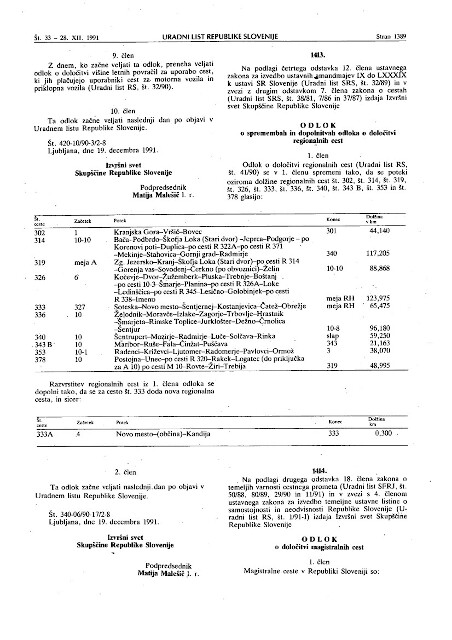 Št. 33 – 28. XII. 1991
URADNI LIST REPUBLIKE SLOVENIJE
Stran 1389
9. člen
Z dnem, ko začne veljati ta odlok, preneha veljati
odlok o določitvi višine letnih povračil za uporabo cest,
ki jih plačujejo uporabniki cest za motorna vozila in
priklopna vozila (Uradni list RS, št. 32/90).
10. člen
Ta odlok začne veljati naslednji dan po objavi v
Uradnem listu Republike Slovenije.
Št. 420-10/90-3/2-8
Ljubljana, dne 19. decembra 1991.
Izvršni svet
Skupščine Republike Slovenije
Podpredsednik
Matija Malešič l. r.
1413.
Na podlagi četrtega odstavka 12. člena ustavnega
zakona za izvedbo ustavnih amandmajev IX do LXXXIX
k ustavi SR Slovenije (Uradni list SRS, št. 32/89) in v
zvezi z drugim odstavkom 7. člena zakona o cestah
(Uradni list SRS, št. 38/81, 7/86 in 37/87) izdaja Izvršni
svet Skupščine Republike Slovenije
ODLOK
o spremembah in dopolnitvah odloka o določitvi
regionalnih cest
1. člen
Odlok o določitvi regionalnih cest (Uradni list RS,
št. 41/90) se v 1. členu spremeni tako, da se poteki
oziroma dolžine regionalnih cest št. 302, št. 314, št. 319,
št. 326, št. 333, št. 336, št. 340, št. 343 B, št. 353 in št.
378 glasijo:
Št. ceste Začetek Potek Konec Dolžina v km
302 1 Kranjska Gora–Vršič–Bovec 301 44,140
314 10-10 Bača–Podbrdo–Škofja Loka (Stari dvor) –Jeprca–Podgorje – po
Korenovi poti–Duplica–po cesti R 322A–po cesti R 371
–Mekinje–Stahovica–Gornji grad–Radmirje 340 117,205
319 meja A Zg. Jezersko–Kranj–Škofja Loka (Stari dvor)–po cesti R 314
–Gorenja vas–Sovodenj–Cerkno (po obvoznici)–Želin 10-10 88,868
326 6 Kočevje–Dvor–Žužemberk–Pluska–Trebnje–Boštanj
–po cesti 10-3–Šmarje–Planina–po cesti R 326A–Loke
–Ledinščica–po cesti R 345–Lesično–Golobinjek–po cesti
R 338–Imeno meja RH 123,975
333 327 Soteska–Novo mesto–Šentjernej–Kostanjevica–Čatež–Obrežje meja RH 65,475
336 10 Želodnik–Moravče–Izlake–Zagorje–Trbovlje–Hrastnik
–Šmarjeta–Rimske Toplice–Jurklošter–Dežno–Črnolica
–Šentjur 10-8 96,180
340 10 Šentrupert–Mozirje–Radmirje–Luče–Solčava–Rinka slap 59,250
343 B 10 Maribor–Ruše–Fala–Činžat–Puščava 343 21,163
353 10-1 Radenci–Križevci–Ljutomer–Radomerje–Pavlovci–Ormož 3 38,070
378 10 Postojna–Unec–po cesti R 320–Rakek–Logatec (do priključka
za A 10) po cesti M 10–Rovte–Žiri–Trebija 319 48,995
Razvrstitev regionalnih cest iz 1. člena odloka se
dopolni tako, da se za cesto št. 333 doda nova regionalna
cesta, in sicer:
Št. ceste Začetek Potek Konec Dolžina km
333A 4 Novo mesto–(občina)–Kandija 333 0,300
2. člen
Ta odlok začne veljati naslednji dan po objavi v
Uradnem listu Republike Slovenije.
Št. 340-06/90-17/2-8
Ljubljana, dne 19. decembra 1991.
Izvršni svet
Skupščine Republike Slovenije
Podpredsednik
Matija Malešič l. r.
1414.
Na podlagi drugega odstavka 18. člena zakona o
temeljih varnosti cestnega prometa (Uradni list SFRJ, št.
50/88, 80/89, 29/90 in 11/91) in v zvezi s 4. členom
ustavnega zakona za izvedbo temeljne ustavne listine o
samostojnosti in neodvisnosti Republike Slovenije (U-
radni list RS, št. 1/91-I) izdaja Izvršni svet Skupščine
Republike Slovenije
ODLOK
o določitvi magistralnih cest
1. člen
Magistralne ceste v Republiki Sloveniji so: